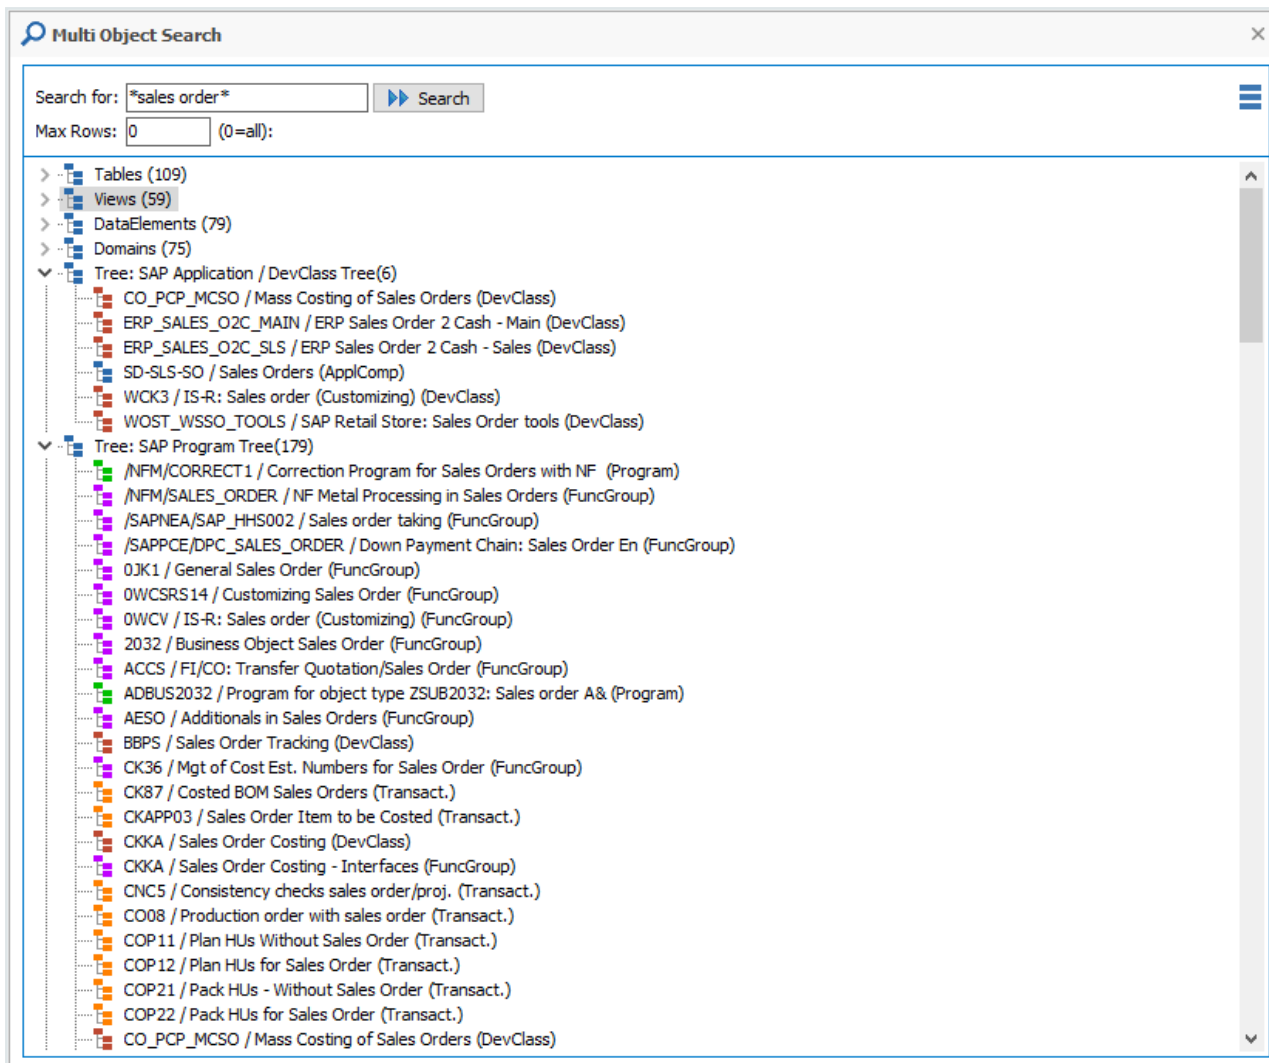 Multi Object Search
Search for: *sales order* Search
Max Rows: 0 (0=all):
Tables (109)
Views (59)
DataElements (79)
Domains (75)
Tree: SAP Application / DevClass Tree(6)
CO_PCP_MCSO / Mass Costing of Sales Orders (DevClass)
ERP_SALES_O2C_MAIN / ERP Sales Order 2 Cash - Main (DevClass)
ERP_SALES_O2C_SLS / ERP Sales Order 2 Cash - Sales (DevClass)
SD-SLS-SO / Sales Orders (ApplComp)
WCK3 / IS-R: Sales order (Customizing) (DevClass)
WOST_WSSO_TOOLS / SAP Retail Store: Sales Order tools (DevClass)
Tree: SAP Program Tree(179)
/NFM/CORRECT1 / Correction Program for Sales Orders with NF  (Program)
/NFM/SALES_ORDER / NF Metal Processing in Sales Orders (FuncGroup)
/SAPNEA/SAP_HHS002 / Sales order taking (FuncGroup)
/SAPPCE/DPC_SALES_ORDER / Down Payment Chain: Sales Order En (FuncGroup)
0JK1 / General Sales Order (FuncGroup)
0WCSRS14 / Customizing Sales Order (FuncGroup)
0WCV / IS-R: Sales order (Customizing) (FuncGroup)
2032 / Business Object Sales Order (FuncGroup)
ACCS / FI/CO: Transfer Quotation/Sales Order (FuncGroup)
ADBUS2032 / Program for object type ZSUB2032: Sales order A& (Program)
AESO / Additionals in Sales Orders (FuncGroup)
BBPS / Sales Order Tracking (DevClass)
CK36 / Mgt of Cost Est. Numbers for Sales Order (FuncGroup)
CK87 / Costed BOM Sales Orders (Transact.)
CKAPP03 / Sales Order Item to be Costed (Transact.)
CKKA / Sales Order Costing (DevClass)
CKKA / Sales Order Costing - Interfaces (FuncGroup)
CNC5 / Consistency checks sales order/proj. (Transact.)
CO08 / Production order with sales order (Transact.)
COP11 / Plan HUs Without Sales Order (Transact.)
COP12 / Plan HUs for Sales Order (Transact.)
COP21 / Pack HUs - Without Sales Order (Transact.)
COP22 / Pack HUs for Sales Order (Transact.)
CO_PCP_MCSO / Mass Costing of Sales Orders (DevClass)